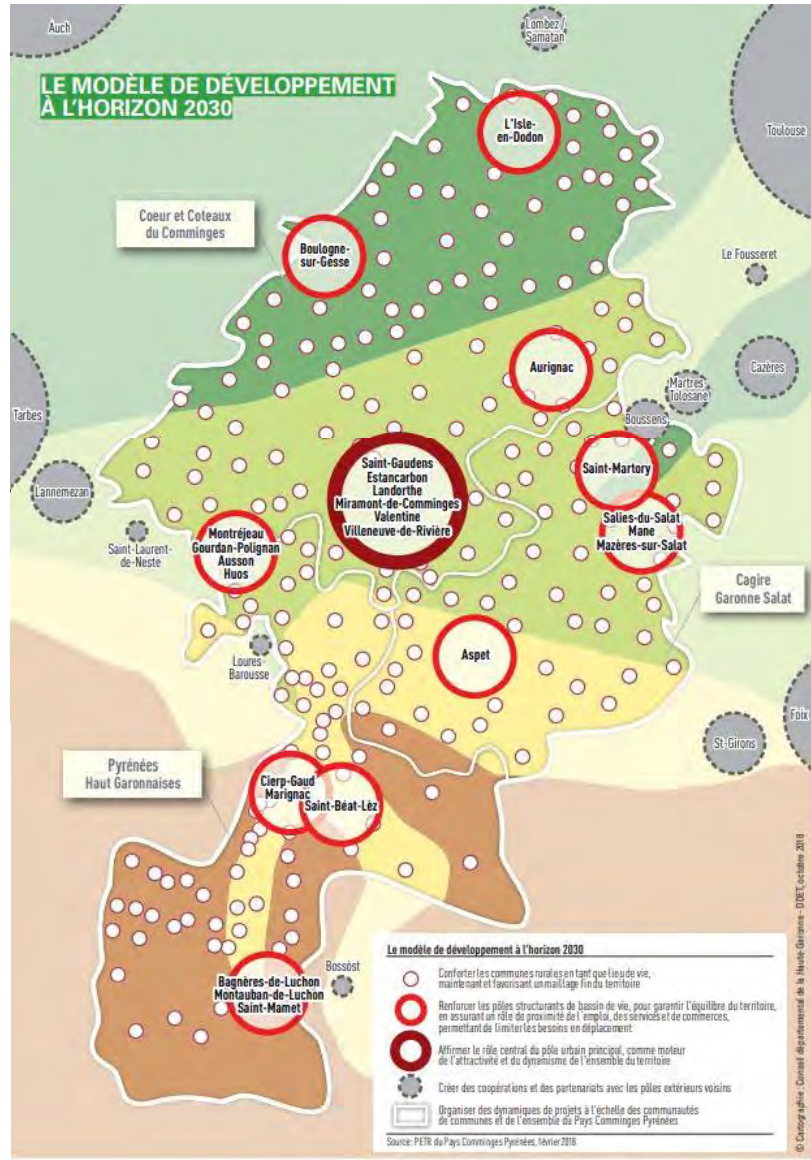 Auch
Lombez /
Samatan
LE MODÈLE DE DÉVELOPPEMENT
À L'HORIZON 2030
Toulouse
L'Isle-
en-Dodon
Coeur et Coteaux
du Comminges
Boulogne-
sur-Gesse
Le Fousseret
Aurignac
Cazères
Martres
Tolosane
Tarbes
Boussens
Saint-Gaudens
Estancarbon
Landorthe
Miramont-de-Comminges
Valentine
Villeneuve-de-Rivière
Saint-Martory
Lannemezan
Salies-du-Salat
Mane
Mazères-sur-Salat
Montréjeau
Gourdan-Polignan
Ausson
Huos
Saint-Laurent-
de-Neste
Cagire
Garonne Salat
Aspet
Loures-
Barousse
Foix
St-Girons
Pyrénées
Haut Garonnaises
Cierp-Gaud
Marignac
Saint-Béat-Lèz
Bagnères-de-Luchon
Montauban-de-Luchon
Saint-Mamet
Bossòst
Le modèle de développement à l'horizon 2030
Conforter les communes rurales en tant que lieu de vie,
maintenant et favorisant un maillage fin du territoire
Renforcer les pôles structurants de bassin de vie, pour garantir l'équilibre du territoire,
en assurant un rôle de proximité de l'emploi, des services et de commerces,
permettant de limiter les besoins en déplacement
Affirmer le rôle central du pôle urbain principal, comme moteur
de l'attractivité et du dynamisme de l'ensemble du territoire
Créer des coopérations et des partenariats avec les pôles extérieurs voisins
Organiser des dynamiques de projets à l'échelle des communautés
de communes et de l'ensemble du Pays Comminges Pyrénées
Source: PETR du Pays Comminges Pyrénées, février 2018
© Cartographie : Conseil départemental de la Haute-Garonne - DDET, octobre 2018